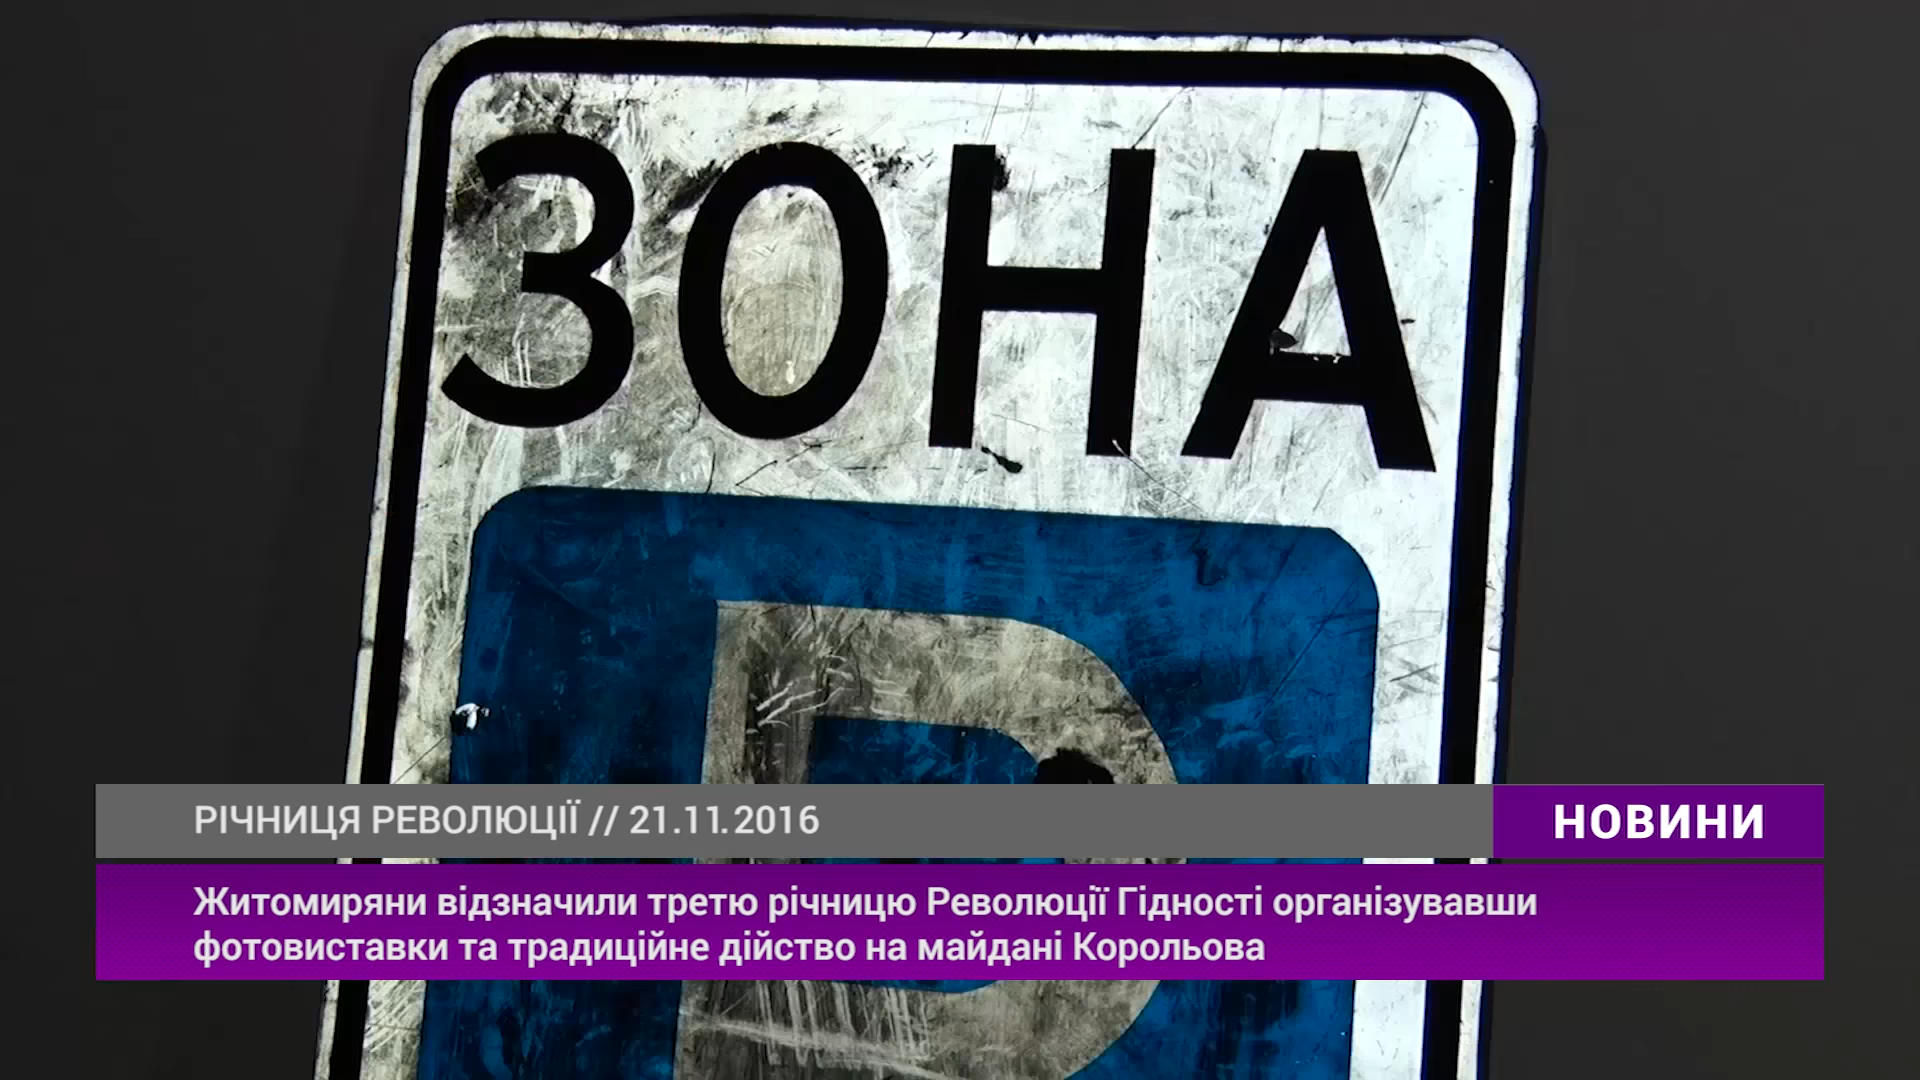 ЗОНА
P
РІЧНИЦЯ РЕВОЛЮЦІЇ // 21.11.2016
НОВИНИ
Житомиряни відзначили третю річницю Революції Гідності організувавши
фотовиставки та традиційне дійство на майдані Корольова